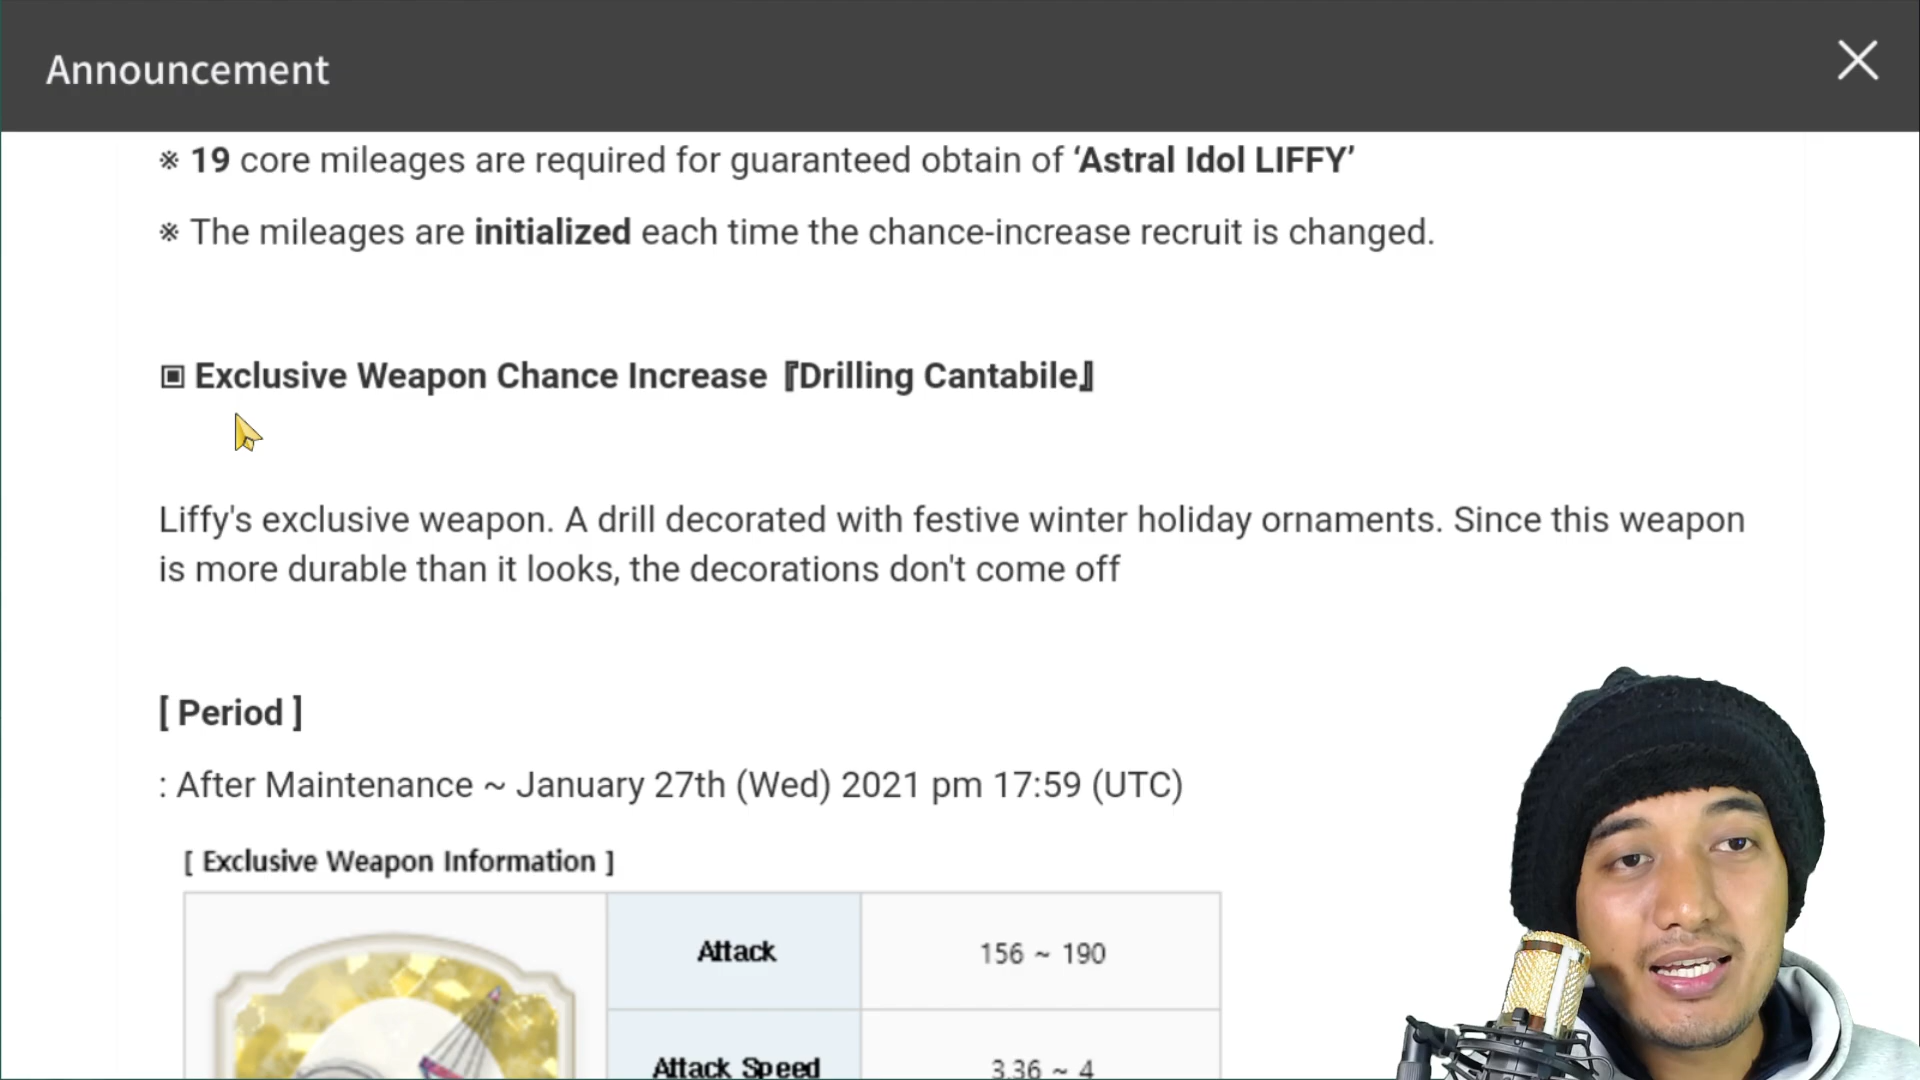 Announcement
※ 19 core mileages are required for guaranteed obtain of ‘Astral Idol LIFFY’
※ The mileages are initialized each time the chance-increase recruit is changed.
▣ Exclusive Weapon Chance Increase『Drilling Cantabile』
Liffy's exclusive weapon. A drill decorated with festive winter holiday ornaments. Since this weapon
is more durable than it looks, the decorations don't come off
[ Period ]
: After Maintenance ~ January 27th (Wed) 2021 pm 17:59 (UTC)
[ Exclusive Weapon Information ]
Attack 156 ~ 190
Attack Speed 3.36 ~ 4